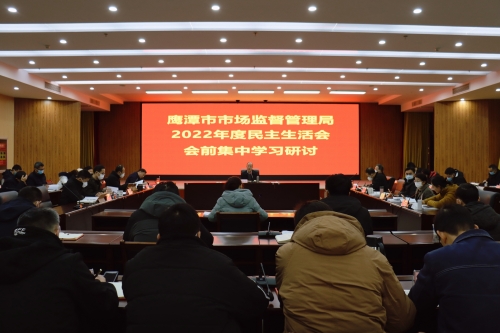 鹰潭市市场监督管理局
2022年度民主生活会
会前集中学习研讨